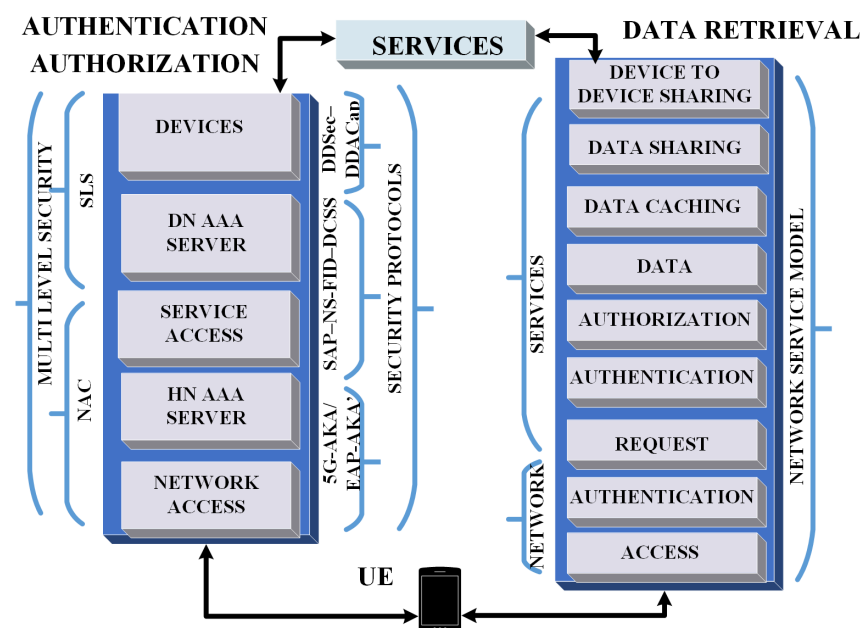 AUTHENTICATION
AUTHORIZATION
SERVICES
DATA RETRIEVAL
MULTI LEVEL SECURITY
SLS
NAC
DEVICES
DN AAA
SERVER
SERVICE
ACCESS
HN AAA
SERVER
NETWORK
ACCESS
DDSec–
DDACap
SAP–NS-FID–DCSS
5G-AKA/
EAP-AKA’
SECURITY PROTOCOLS
SERVICES
NETWORK
DEVICE TO
DEVICE SHARING
DATA SHARING
DATA CACHING
DATA
AUTHORIZATION
AUTHENTICATION
REQUEST
AUTHENTICATION
ACCESS
NETWORK SERVICE MODEL
UE